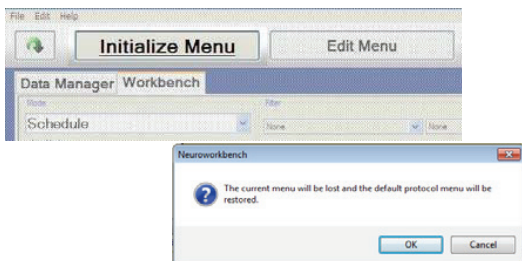 File Edit Help
Initialize Menu Edit Menu
Data Manager Workbench
Mode Filter
Schedule None None
Neuroworkbench
The current menu will be lost and the default protocol menu will be
restored.
OK Cancel